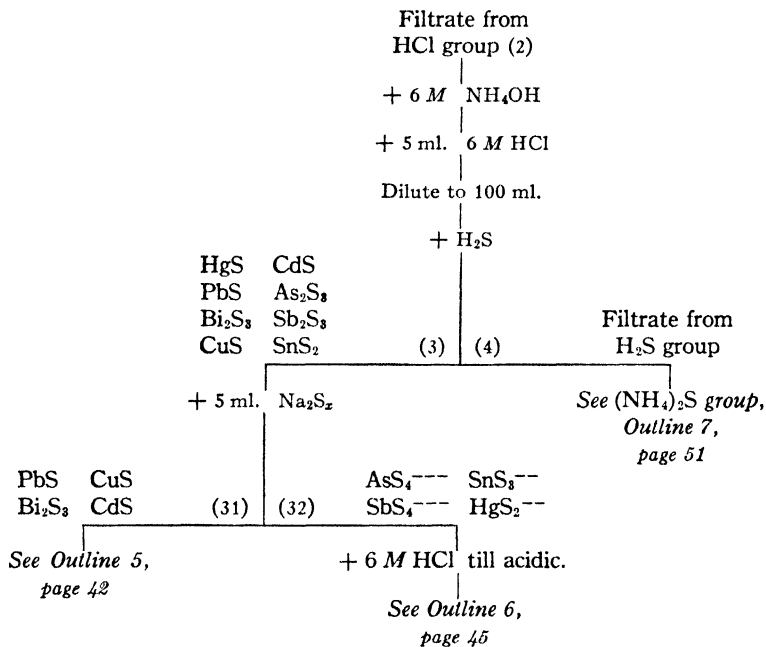 Filtrate from
HCl group (2)
+ 6 M NH₄OH
+ 5 ml. 6 M HCl
Dilute to 100 ml.
+ H₂S
HgS CdS
PbS As₂S₃
Bi₂S₃ Sb₂S₃
CuS SnS₂
(3) (4)
Filtrate from
H₂S group
+ 5 ml. Na₂Sₓ
See (NH₄)₂S group,
Outline 7,
page 51
PbS CuS
Bi₂S₃ CdS
(31) (32)
AsS₄--- SnS₃--
SbS₄--- HgS₂--
See Outline 5,
page 42
+ 6 M HCl till acidic.
See Outline 6,
page 45